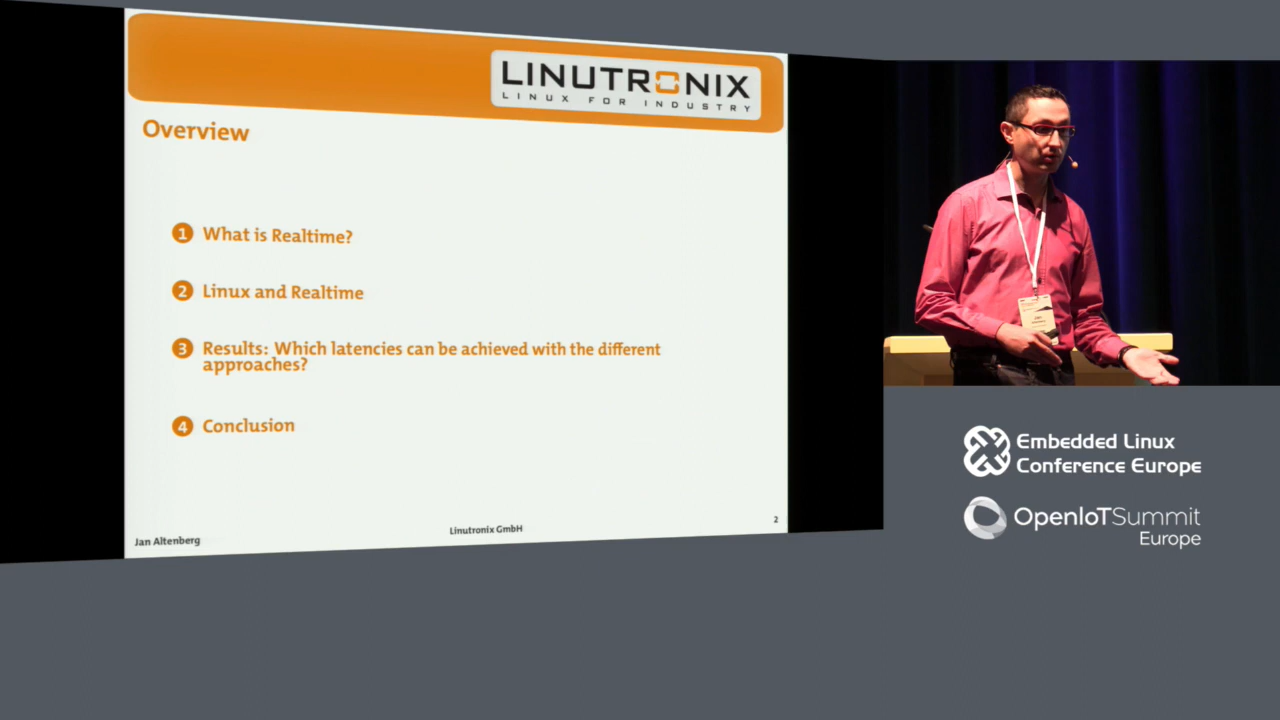 LINUTRONIX
LINUX FOR INDUSTRY
Overview
1 What is Realtime?
2 Linux and Realtime
3 Results: Which latencies can be achieved with the different
approaches?
4 Conclusion
Jan Altenberg
Linutronix GmbH
2
Embedded Linux
Conference Europe
OpenIoTSummit
Europe